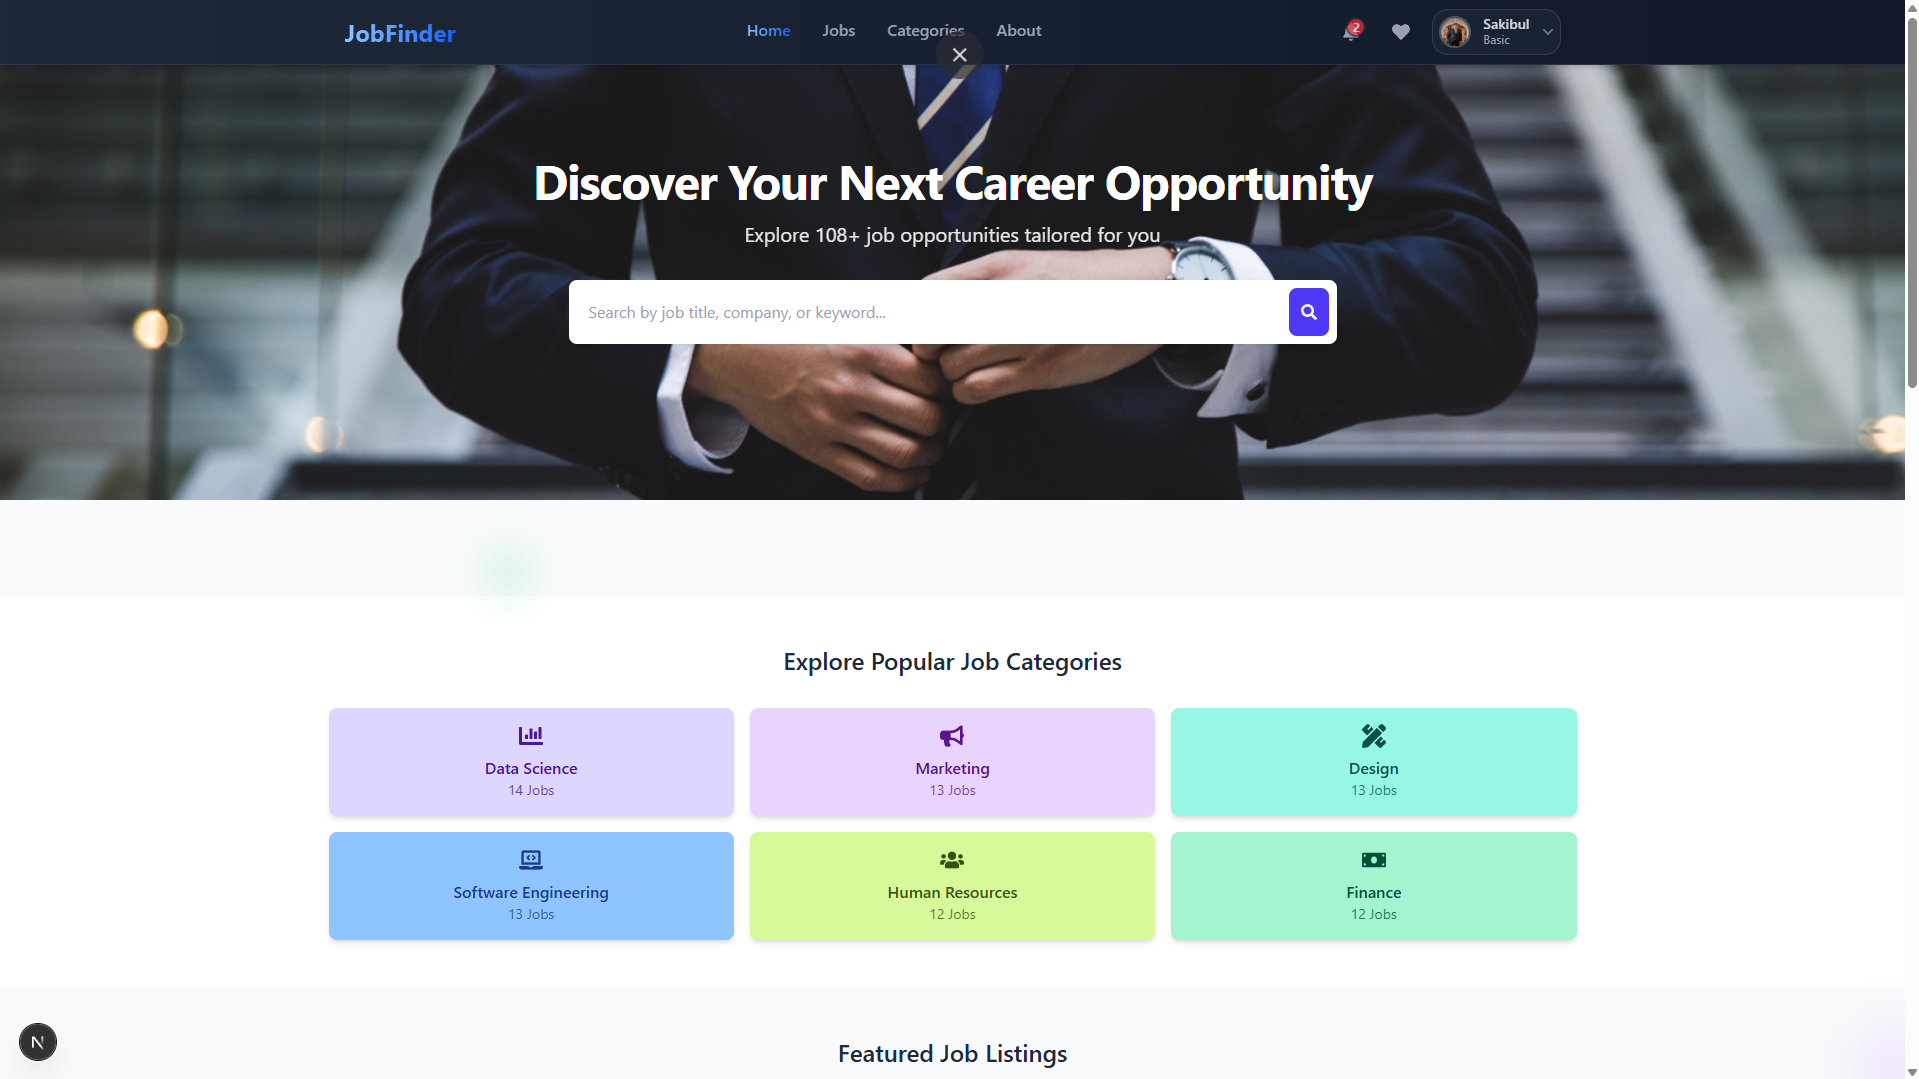 JobFinder
Home
Jobs
Categories
About
2
Sakibul
Basic
Discover Your Next Career Opportunity
Explore 108+ job opportunities tailored for you
Search by job title, company, or keyword...
Explore Popular Job Categories
Data Science
14 Jobs
Marketing
13 Jobs
Design
13 Jobs
Software Engineering
13 Jobs
Human Resources
12 Jobs
Finance
12 Jobs
N
Featured Job Listings